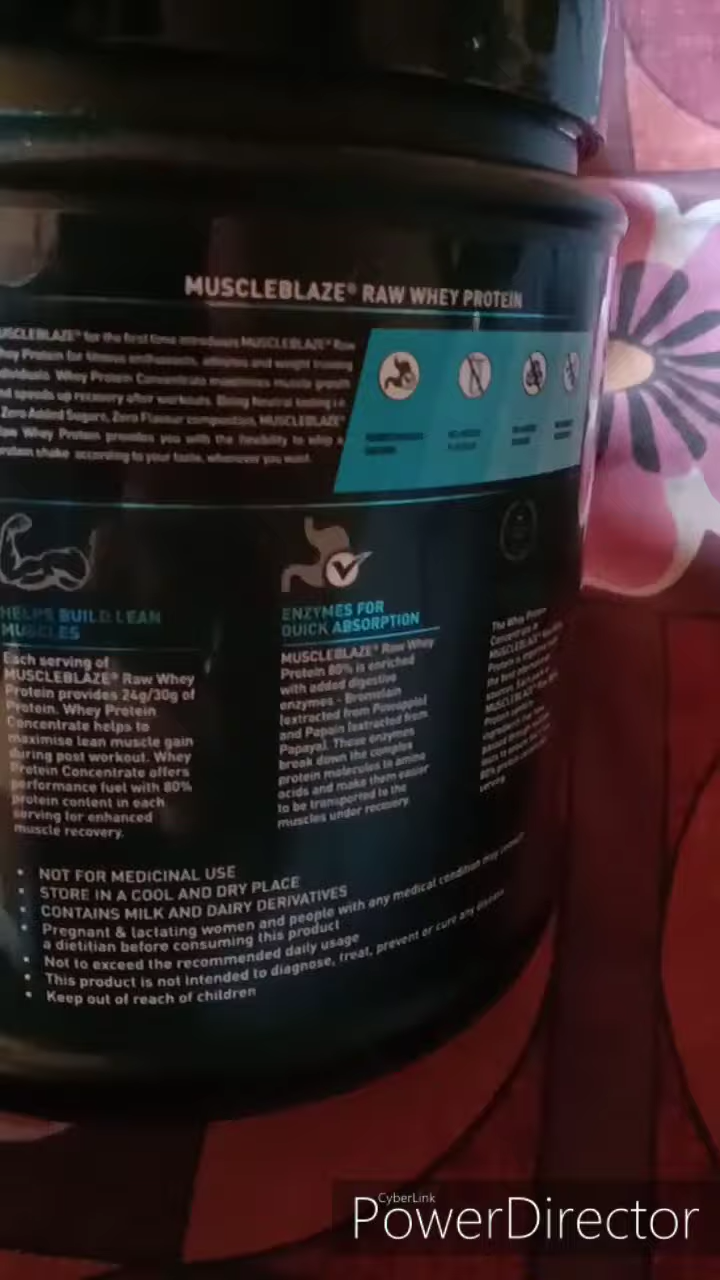 MUSCLEBLAZE® RAW WHEY PROTEIN
MUSCLEBLAZE® for the first time introduces MUSCLEBLAZE® Raw
Whey Protein for fitness enthusiasts, athletes and weight training
individuals. Whey Protein Concentrate maximises muscle growth
and speeds up recovery after workouts. Being Neutral tasting i.e
Zero Added Sugars, Zero Flavour composition, MUSCLEBLAZE®
Raw Whey Protein provides you with the flexibility to whip a
protein shake according to your taste, whenever you want.
HELPS BUILD LEAN
MUSCLES
Each serving of
MUSCLEBLAZE® Raw Whey
Protein provides 24g/30g of
Protein. Whey Protein
Concentrate helps to
maximise lean muscle gain
during post workout. Whey
Protein Concentrate offers
performance fuel with 80%
protein content in each
serving for enhanced
muscle recovery.
ENZYMES FOR
QUICK ABSORPTION
MUSCLEBLAZE® Raw Whey
Protein 80% is enriched
with added digestive
enzymes - Bromelain
(extracted from Pineapple)
and Papain (extracted from
Papaya). These enzymes
break down the complex
protein molecules to amino
acids and make them easier
to be transported to the
muscles under recovery.
The Whey Protein
Concentrate in
MUSCLEBLAZE®
Protein is
the
serving
• NOT FOR MEDICINAL USE
• STORE IN A COOL AND DRY PLACE
• CONTAINS MILK AND DAIRY DERIVATIVES
• Pregnant & lactating women and people with any medical condition may consult
a dietitian before consuming this product
• Not to exceed the recommended daily usage
• This product is not intended to diagnose, treat, prevent or cure any disease
• Keep out of reach of children
CyberLink
PowerDirector